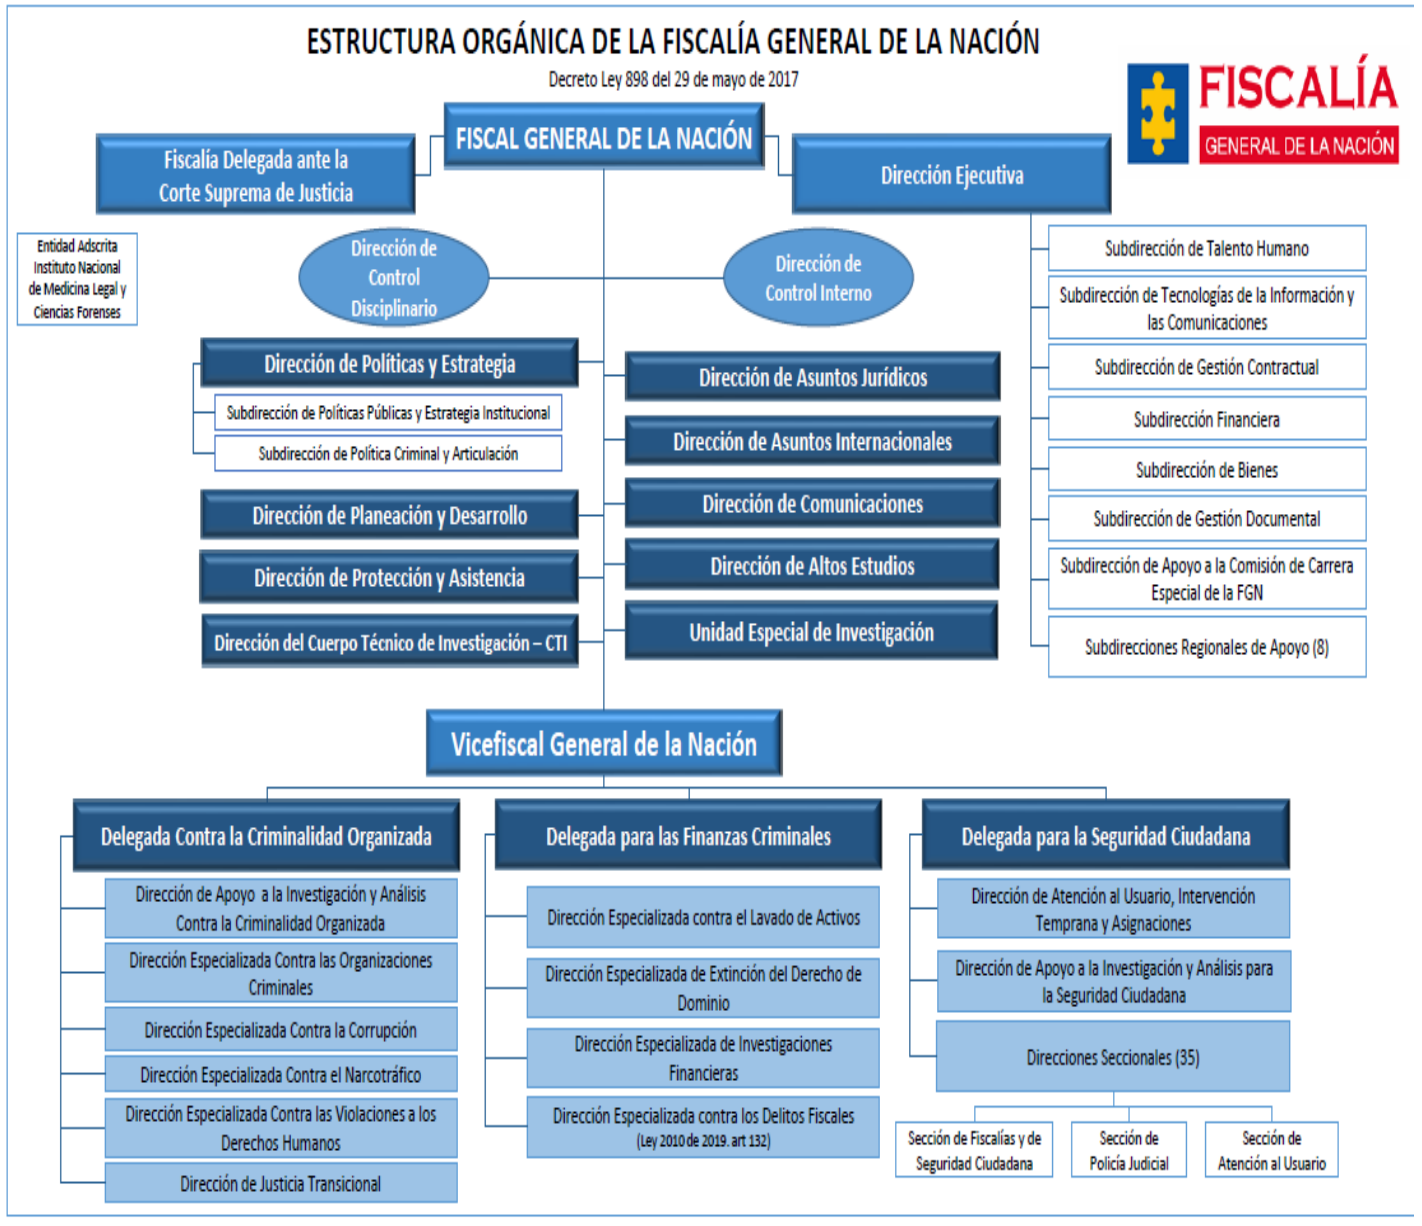 ESTRUCTURA ORGÁNICA DE LA FISCALÍA GENERAL DE LA NACIÓN
Decreto Ley 898 del 29 de mayo de 2017
FISCALÍA
GENERAL DE LA NACIÓN
FISCAL GENERAL DE LA NACIÓN
Fiscalía Delegada ante la
Corte Suprema de Justicia
Dirección Ejecutiva
Entidad Adscrita
Instituto Nacional
de Medicina Legal y
Ciencias Forenses
Dirección de
Control
Disciplinario
Dirección de
Control Interno
Subdirección de Talento Humano
Subdirección de Tecnologías de la Información y
las Comunicaciones
Subdirección de Gestión Contractual
Subdirección Financiera
Subdirección de Bienes
Subdirección de Gestión Documental
Subdirección de Apoyo a la Comisión de Carrera
Especial de la FGN
Subdirecciones Regionales de Apoyo (8)
Dirección de Políticas y Estrategia
Subdirección de Políticas Públicas y Estrategia Institucional
Subdirección de Política Criminal y Articulación
Dirección de Planeación y Desarrollo
Dirección de Protección y Asistencia
Dirección del Cuerpo Técnico de Investigación – CTI
Dirección de Asuntos Jurídicos
Dirección de Asuntos Internacionales
Dirección de Comunicaciones
Dirección de Altos Estudios
Unidad Especial de Investigación
Vicefiscal General de la Nación
Delegada Contra la Criminalidad Organizada
Dirección de Apoyo a la Investigación y Análisis
Contra la Criminalidad Organizada
Dirección Especializada Contra las Organizaciones
Criminales
Dirección Especializada Contra la Corrupción
Dirección Especializada Contra el Narcotráfico
Dirección Especializada Contra las Violaciones a los
Derechos Humanos
Dirección de Justicia Transicional
Delegada para las Finanzas Criminales
Dirección Especializada contra el Lavado de Activos
Dirección Especializada de Extinción del Derecho de
Dominio
Dirección Especializada de Investigaciones
Financieras
Dirección Especializada contra los Delitos Fiscales
(Ley 2010 de 2019. art 132)
Delegada para la Seguridad Ciudadana
Dirección de Atención al Usuario, Intervención
Temprana y Asignaciones
Dirección de Apoyo a la Investigación y Análisis para
la Seguridad Ciudadana
Direcciones Seccionales (35)
Sección de Fiscalías y de
Seguridad Ciudadana
Sección de
Policía Judicial
Sección de
Atención al Usuario